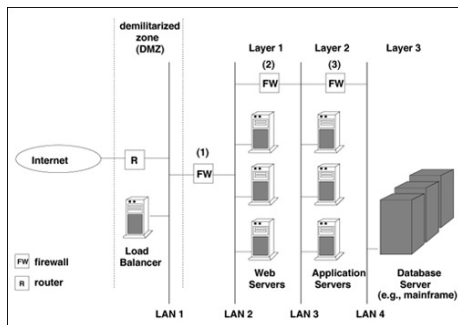 demilitarized
zone
(DMZ)
Layer 1
Layer 2
Layer 3
(2)
(3)
FW
FW
(1)
Internet
R
FW
Load
Balancer
FW firewall
R router
Web
Servers
Application
Servers
Database
Server
(e.g., mainframe)
LAN 1
LAN 2
LAN 3
LAN 4